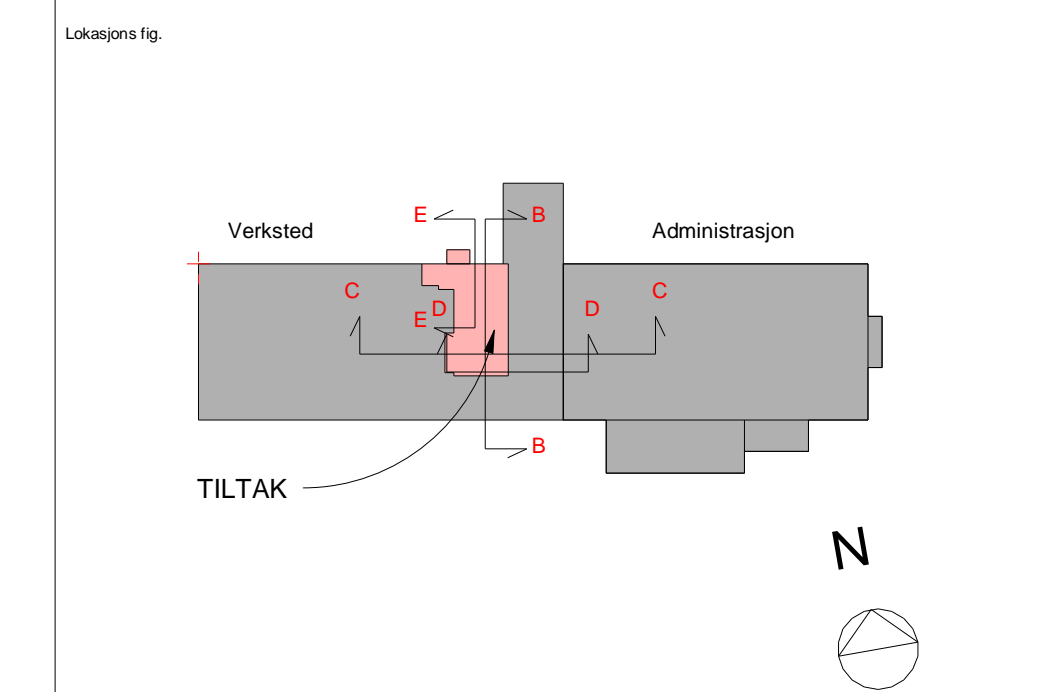 Lokasjons fig.
E
B
Verksted
Administrasjon
C
C
D
D
E
B
TILTAK
N